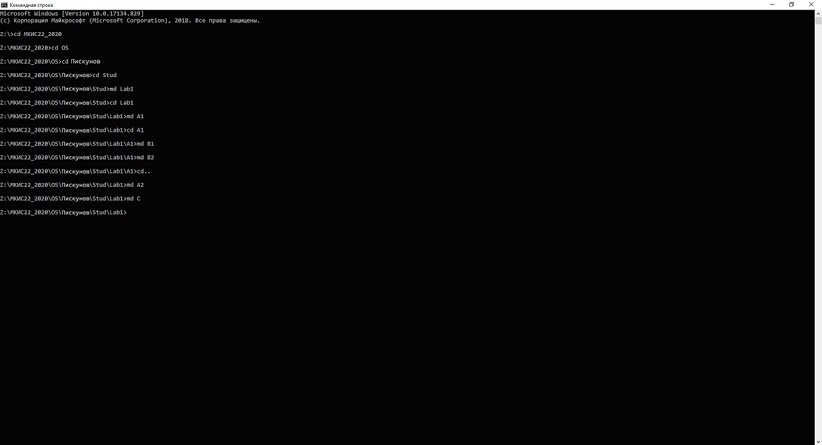 Командная строка
Microsoft Windows [Version 10.0.17134.829]
(c) Корпорация Майкрософт (Microsoft Corporation), 2018. Все права защищены.
Z:\>cd МКИС22_2020
Z:\МКИС22_2020>cd OS
Z:\МКИС22_2020\OS>cd Пискунов
Z:\МКИС22_2020\OS\Пискунов>cd Stud
Z:\МКИС22_2020\OS\Пискунов\Stud>md Lab1
Z:\МКИС22_2020\OS\Пискунов\Stud>cd Lab1
Z:\МКИС22_2020\OS\Пискунов\Stud\Lab1>md A1
Z:\МКИС22_2020\OS\Пискунов\Stud\Lab1>cd A1
Z:\МКИС22_2020\OS\Пискунов\Stud\Lab1\A1>md B1
Z:\МКИС22_2020\OS\Пискунов\Stud\Lab1\A1>md B2
Z:\МКИС22_2020\OS\Пискунов\Stud\Lab1\A1>cd..
Z:\МКИС22_2020\OS\Пискунов\Stud\Lab1>md A2
Z:\МКИС22_2020\OS\Пискунов\Stud\Lab1>md C
Z:\МКИС22_2020\OS\Пискунов\Stud\Lab1>